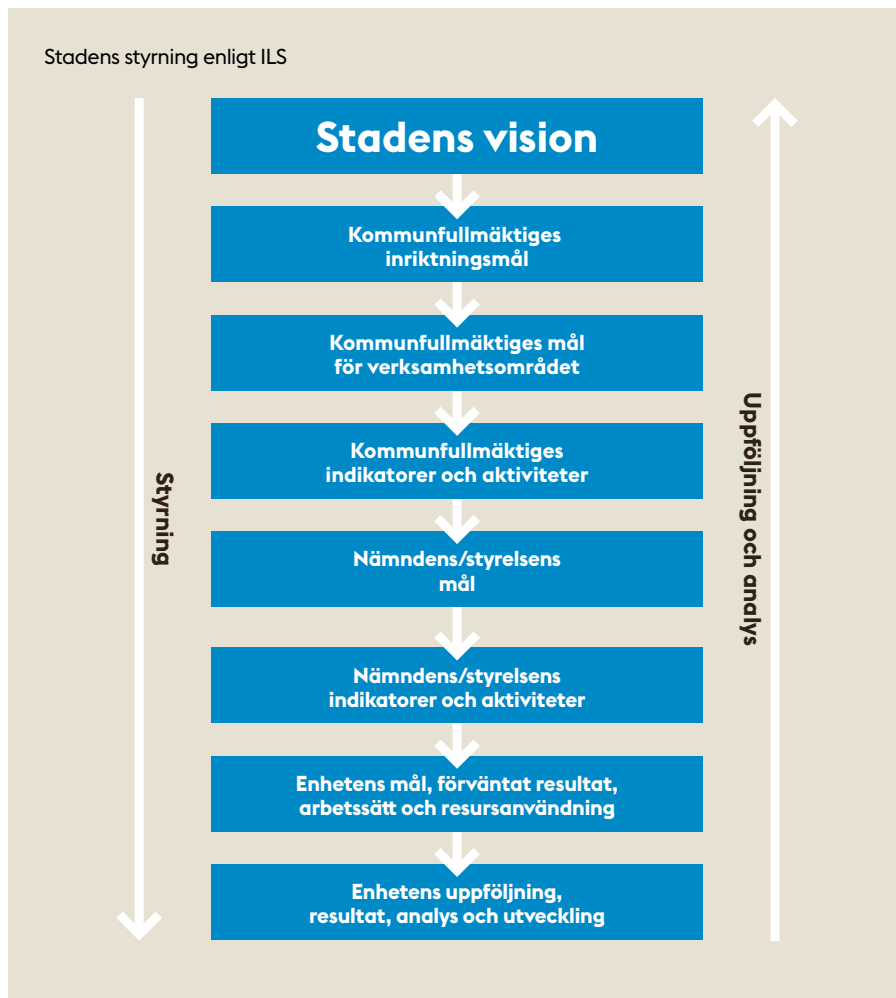 Stadens styrning enligt ILS
Stadens vision
Kommunfullmäktiges
inriktningsmål
Kommunfullmäktiges mål
för verksamhetsområdet
Kommunfullmäktiges
indikatorer och aktiviteter
Nämndens/styrelsens
mål
Nämndens/styrelsens
indikatorer och aktiviteter
Enhetens mål, förväntat resultat,
arbetssätt och resursanvändning
Enhetens uppföljning,
resultat, analys och utveckling
Styrning
Uppföljning och analys